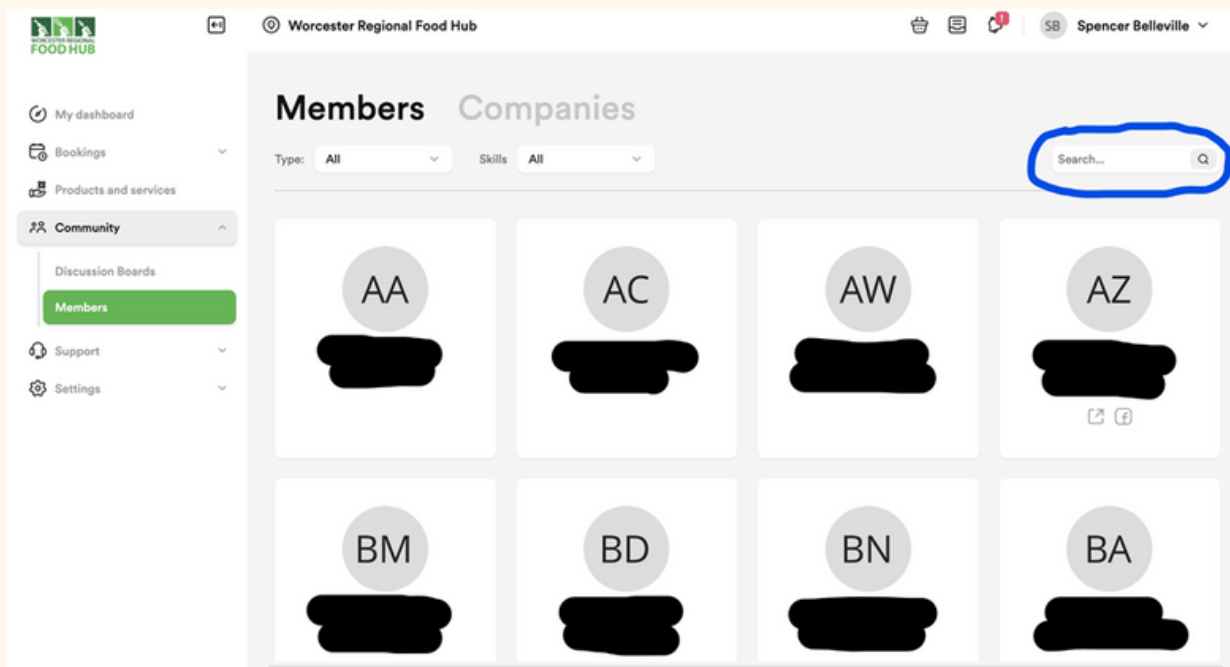 WORCESTER REGIONAL
FOOD HUB
Worcester Regional Food Hub
1
SB Spencer Belleville
My dashboard
Bookings
Products and services
Community
Discussion Boards
Members
Support
Settings
Members Companies
Type: All Skills All Search...
AA AC AW AZ
BM BD BN BA